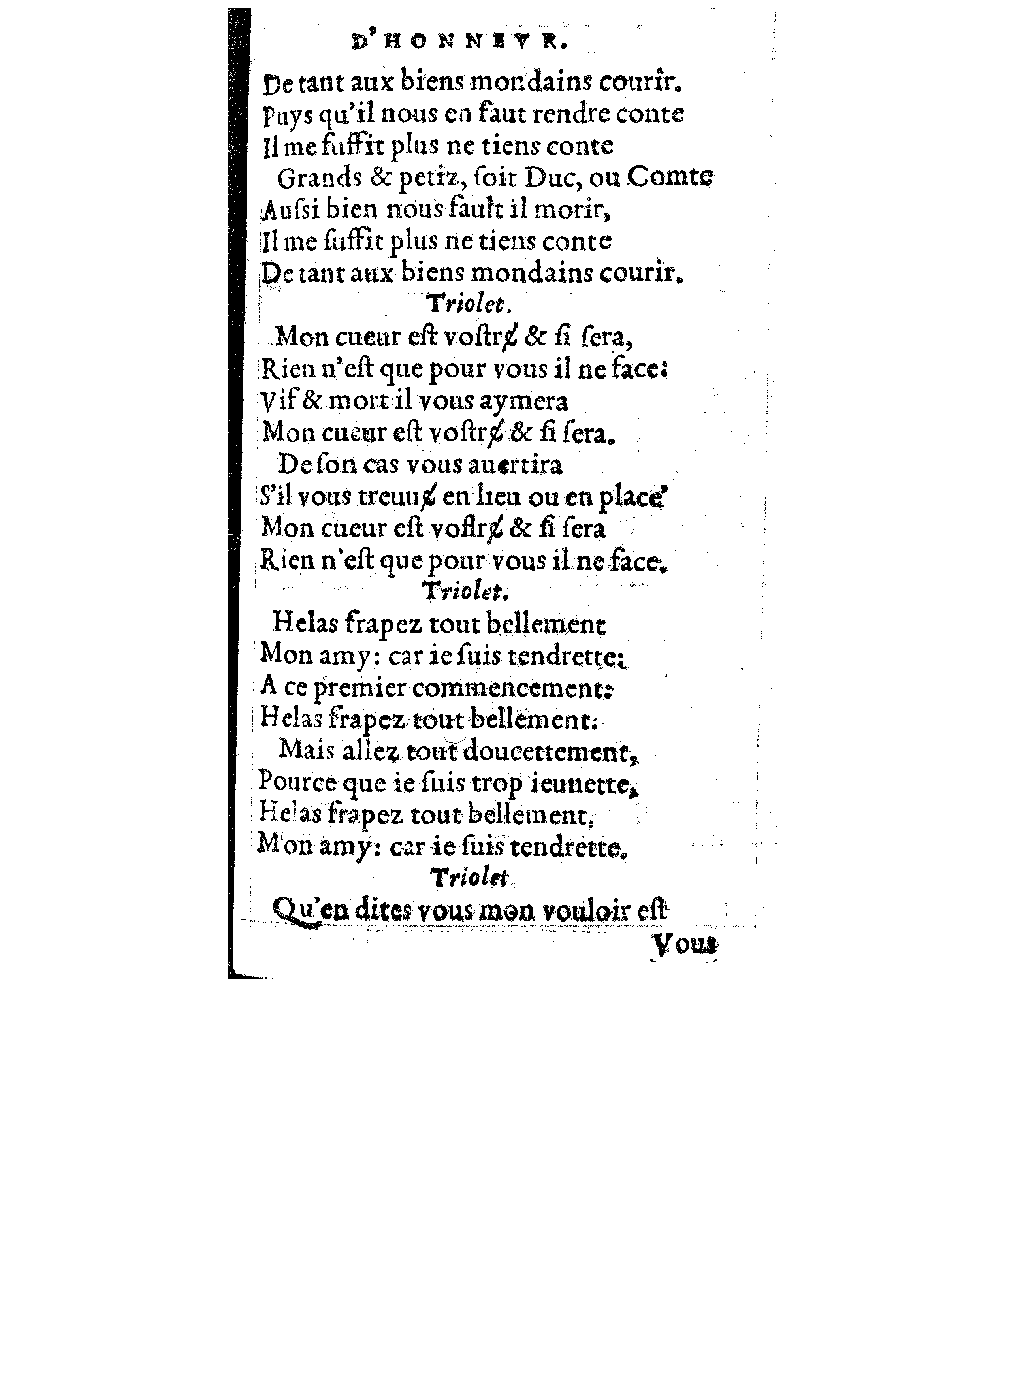 D'HONNEVR.
De tant aux biens mondains courir.
Puys qu'il nous en faut rendre conte
Il me ſuffit plus ne tiens conte
Grands & petiz, ſoit Duc, ou Comte
Auſsi bien nous fault il morir,
Il me ſuffit plus ne tiens conte
De tant aux biens mondains courir.
Triolet.
Mon cueur eſt voſtrɇ & ſi ſera,
Rien n'eſt que pour vous il ne face:
Vif & mort il vous aymera
Mon cueur eſt voſtrɇ & ſi ſera.
De ſon cas vous auertira
S'il vous treuuɇ en lieu ou en place
Mon cueur eſt voſtrɇ & ſi ſera
Rien n'eſt que pour vous il ne face.
Triolet.
Helas frapez tout bellement
Mon amy: car ie ſuis tendrette:
A ce premier commencement:
Helas frapez tout bellement.
Mais allez tout doucettement,
Pource que ie ſuis trop ieunette,
Helas frapez tout bellement,
Mon amy: car ie ſuis tendrette.
Triolet
Qu'en dites vous mon vouloir eſt
Vous